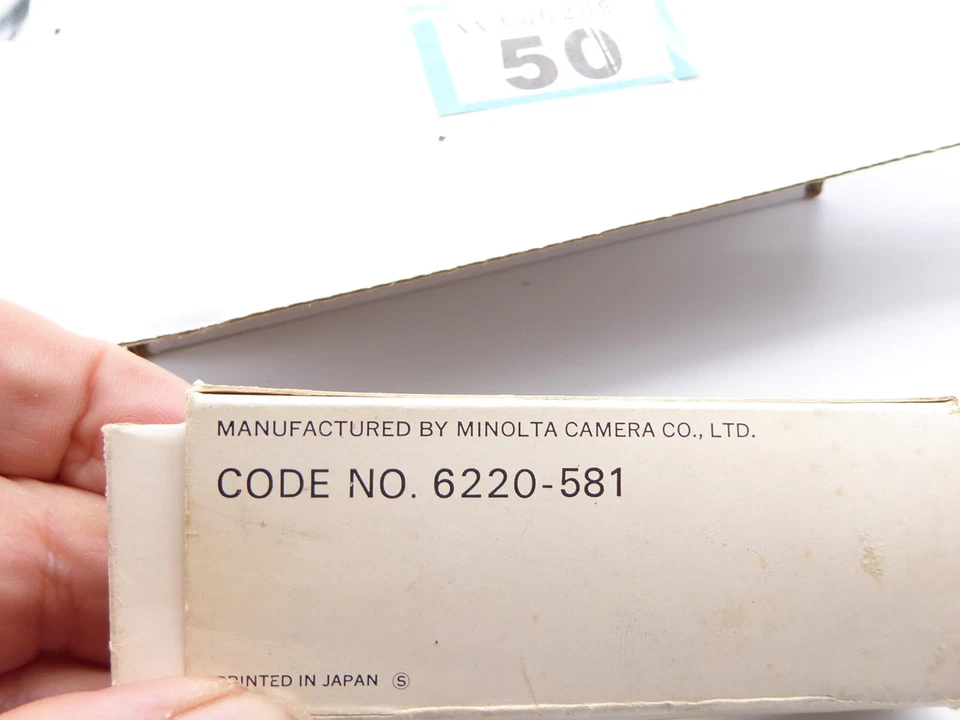 50
MANUFACTURED BY MINOLTA CAMERA CO., LTD.
CODE NO. 6220-581
PRINTED IN JAPAN Ⓢ